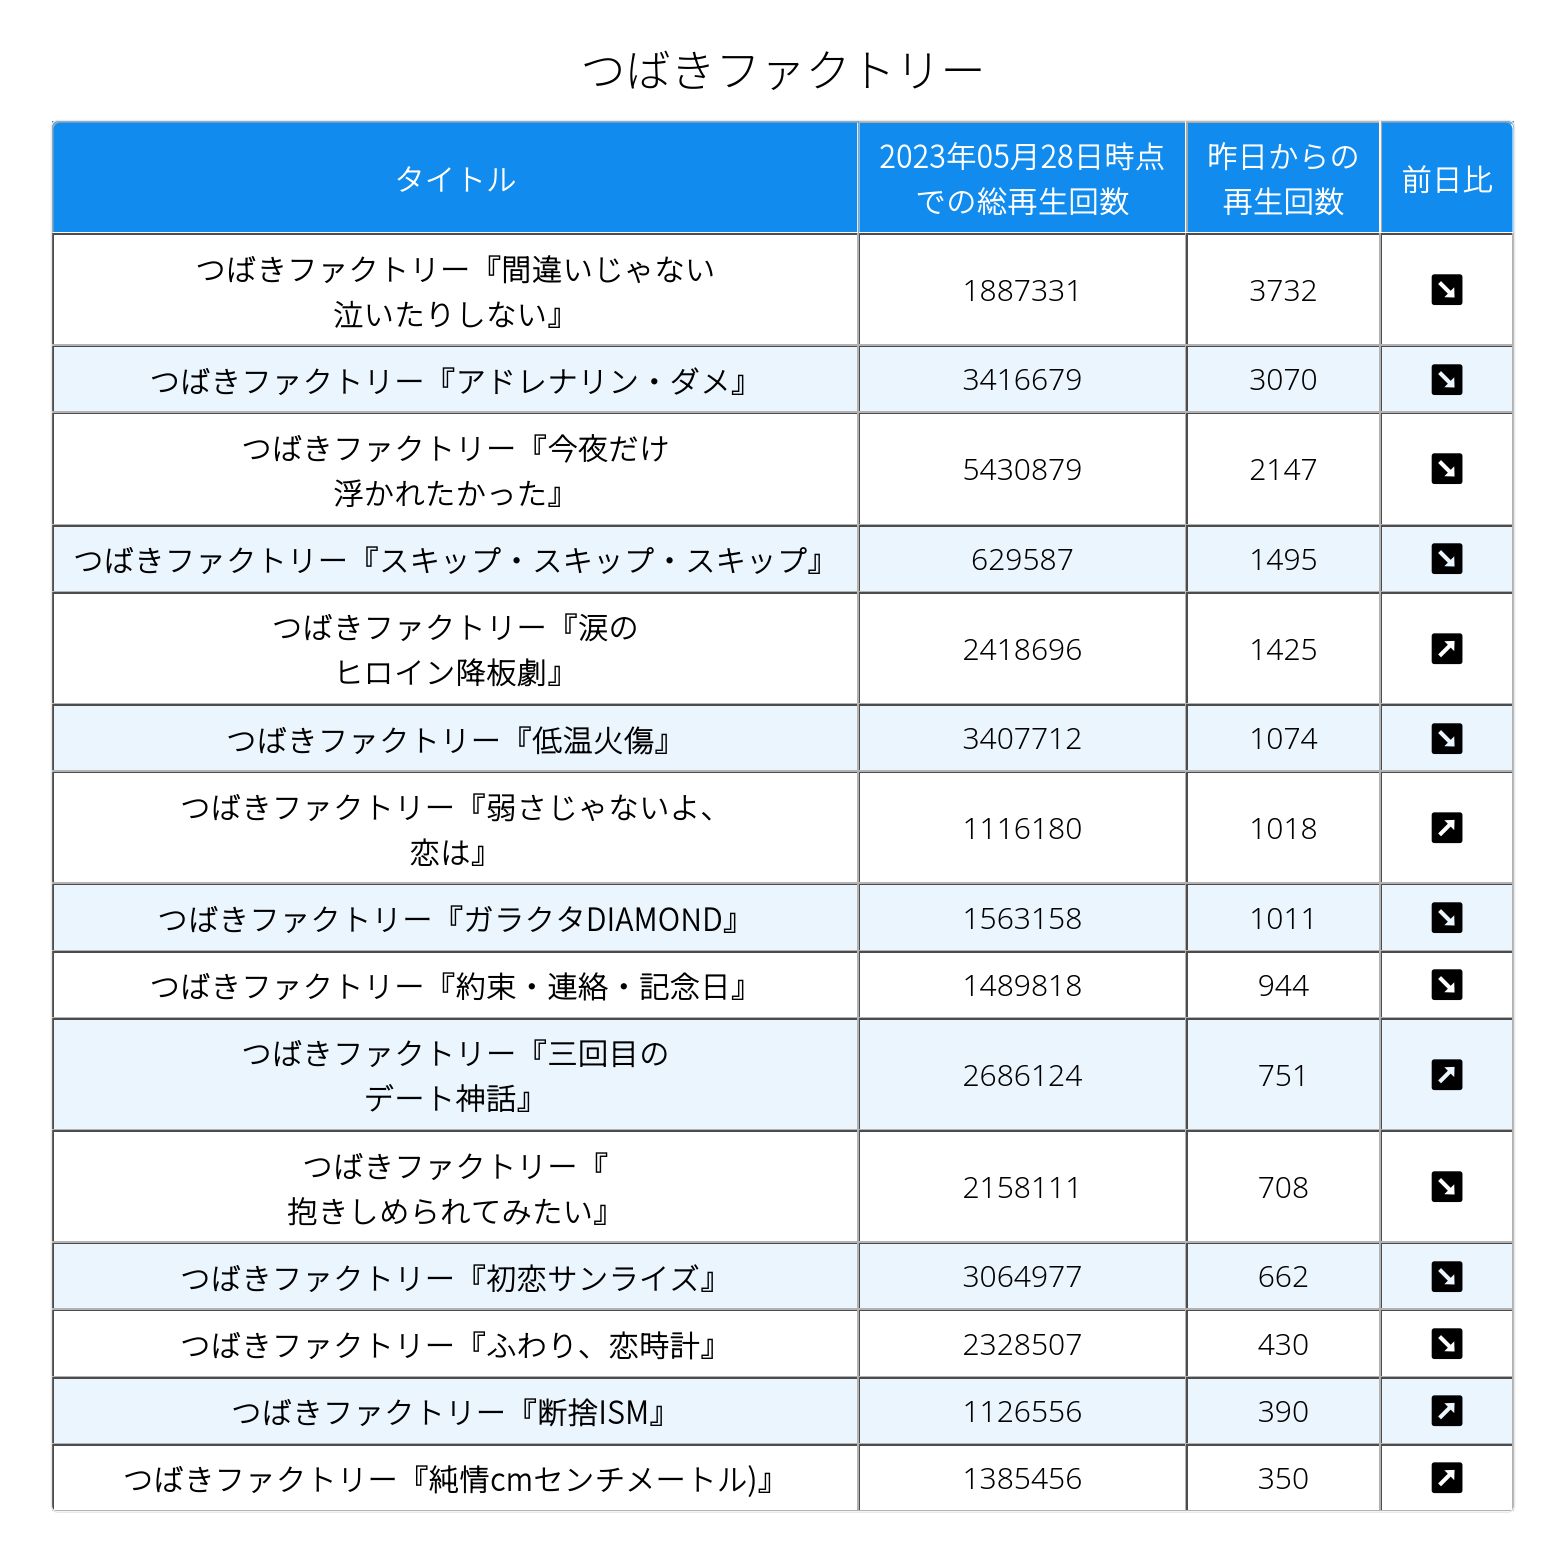 つばきファクトリー
タイトル
2023年05月28日時点
での総再生回数
昨日からの
再生回数
前日比
つばきファクトリー『間違いじゃない
泣いたりしない』
1887331
3732
つばきファクトリー『アドレナリン・ダメ』
3416679
3070
つばきファクトリー『今夜だけ
浮かれたかった』
5430879
2147
つばきファクトリー『スキップ・スキップ・スキップ』
629587
1495
つばきファクトリー『涙の
ヒロイン降板劇』
2418696
1425
つばきファクトリー『低温火傷』
3407712
1074
つばきファクトリー『弱さじゃないよ、
恋は』
1116180
1018
つばきファクトリー『ガラクタDIAMOND』
1563158
1011
つばきファクトリー『約束・連絡・記念日』
1489818
944
つばきファクトリー『三回目の
デート神話』
2686124
751
つばきファクトリー『
抱きしめられてみたい』
2158111
708
つばきファクトリー『初恋サンライズ』
3064977
662
つばきファクトリー『ふわり、恋時計』
2328507
430
つばきファクトリー『断捨ISM』
1126556
390
つばきファクトリー『純情cmセンチメートル)』
1385456
350